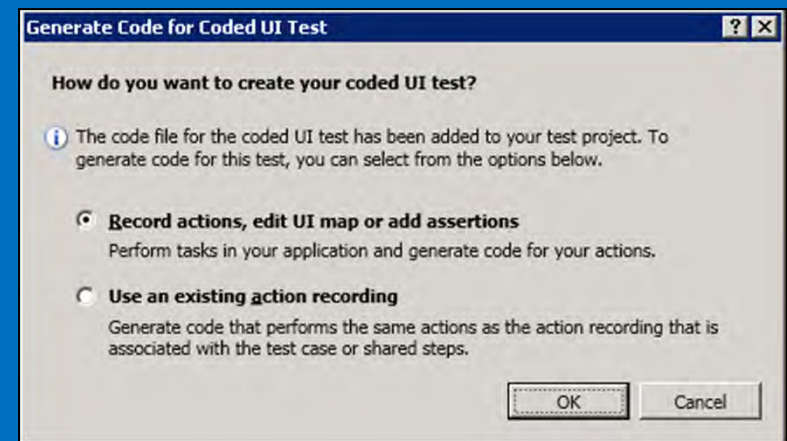 Generate Code for Coded UI Test
How do you want to create your coded UI test?
The code file for the coded UI test has been added to your test project. To
generate code for this test, you can select from the options below.
Record actions, edit UI map or add assertions
Perform tasks in your application and generate code for your actions.
Use an existing action recording
Generate code that performs the same actions as the action recording that is
associated with the test case or shared steps.
OK Cancel